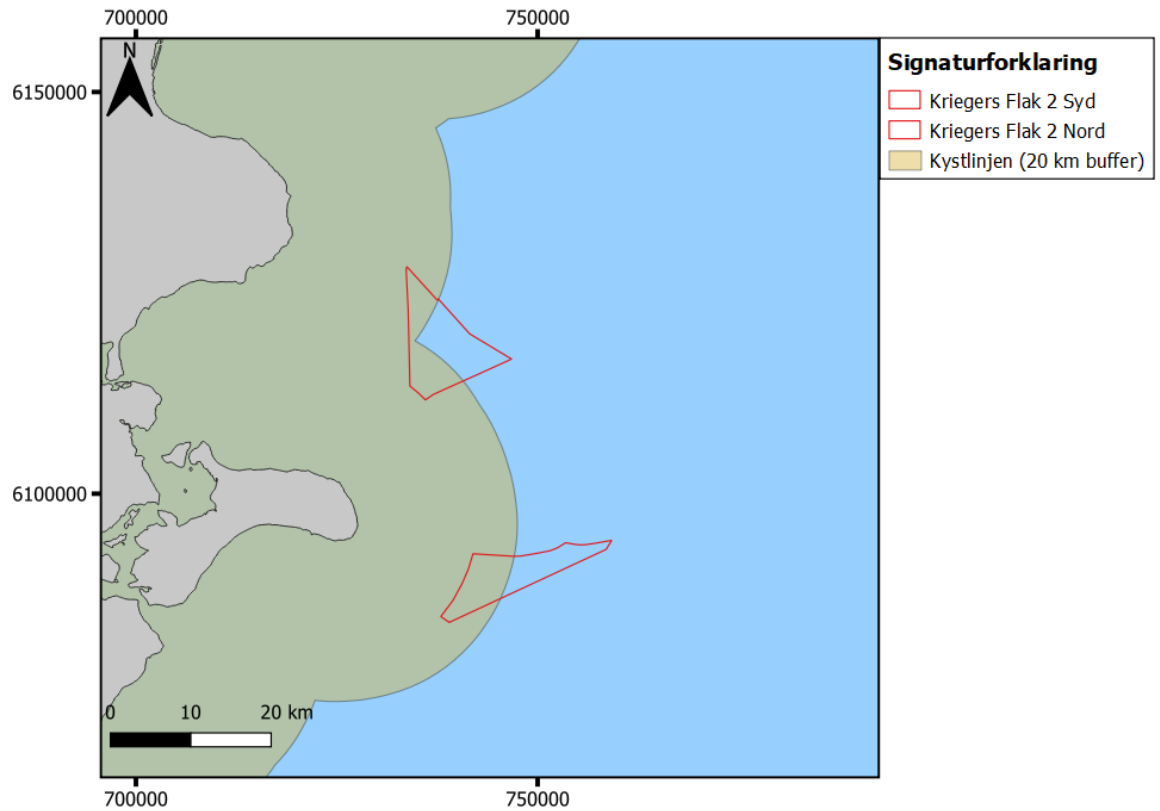 700000 750000
N
6150000
6100000
0 10 20 km
700000 750000
Signaturforklaring
Kriegers Flak 2 Syd
Kriegers Flak 2 Nord
Kystlinjen (20 km buffer)